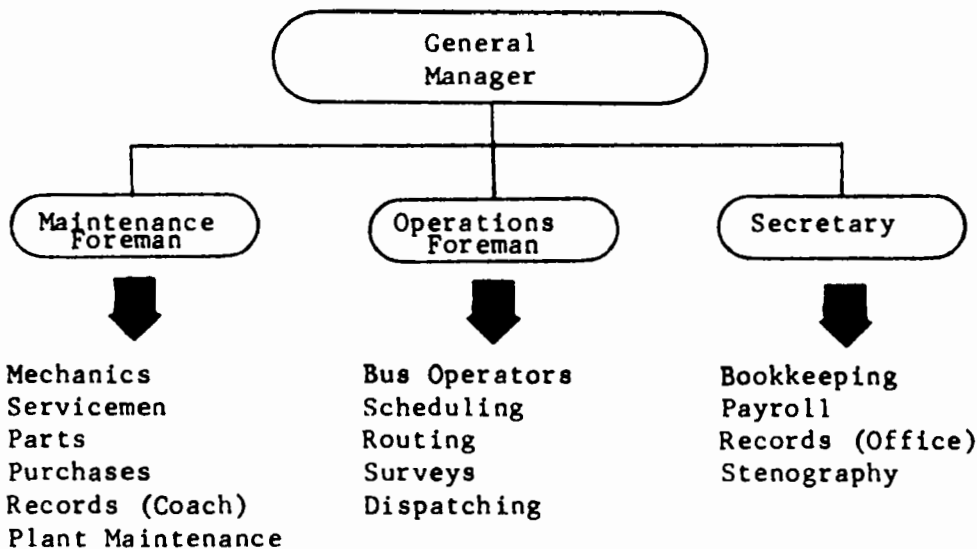 General
Manager
Maintenance
Foreman
Operations
Foreman
Secretary
Mechanics
Servicemen
Parts
Purchases
Records (Coach)
Plant Maintenance
Bus Operators
Scheduling
Routing
Surveys
Dispatching
Bookkeeping
Payroll
Records (Office)
Stenography